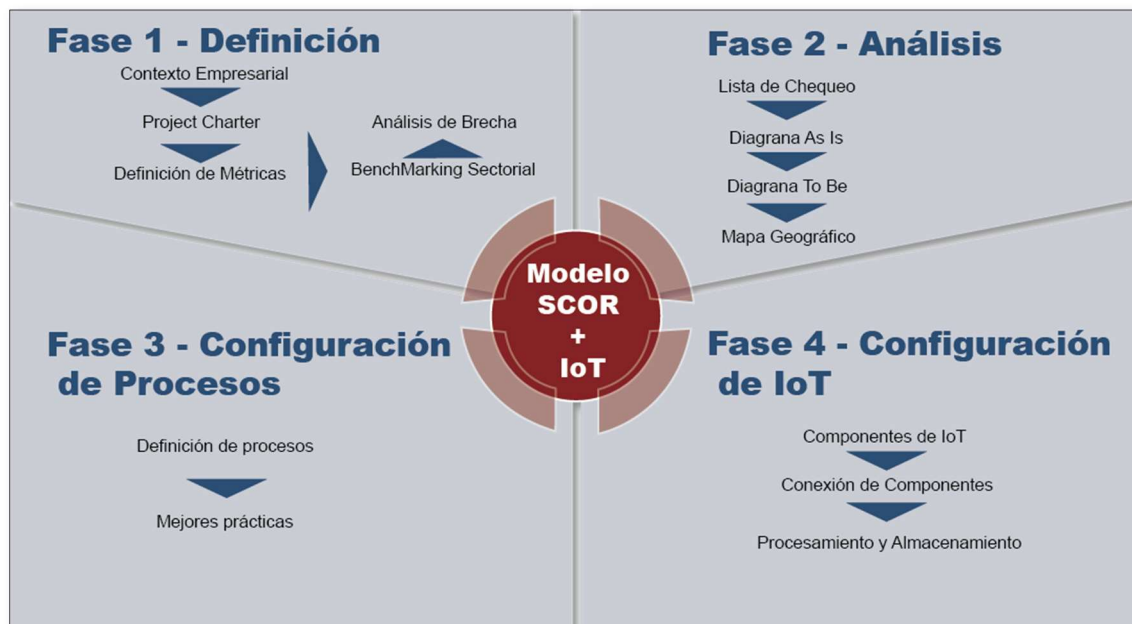 Fase 1 - Definición
Contexto Empresarial
Project Charter
Definición de Métricas
Análisis de Brecha
BenchMarking Sectorial
Fase 2 - Análisis
Lista de Chequeo
Diagrana As Is
Diagrana To Be
Mapa Geográfico
Modelo
SCOR
+
IoT
Fase 3 - Configuración
de Procesos
Definición de procesos
Mejores prácticas
Fase 4 - Configuración
de IoT
Componentes de IoT
Conexión de Componentes
Procesamiento y Almacenamiento